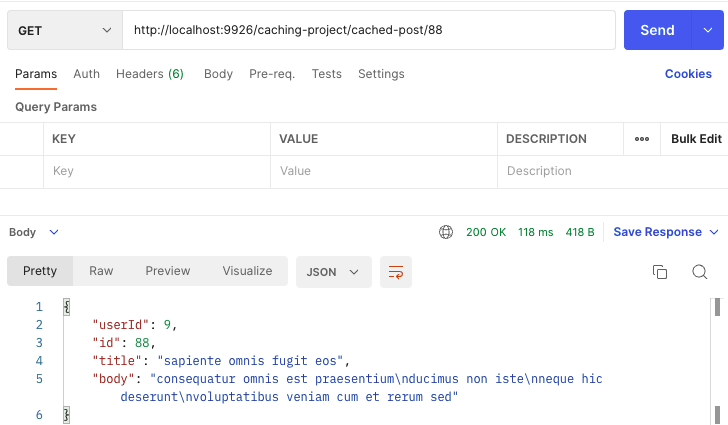 GET http://localhost:9926/caching-project/cached-post/88 Send
Params Auth Headers (6) Body Pre-req. Tests Settings Cookies
Query Params
KEY VALUE DESCRIPTION ••• Bulk Edit
Key Value Description
Body 200 OK 118 ms 418 B Save Response
Pretty Raw Preview Visualize JSON
1 {
2 "userId": 9,
3 "id": 88,
4 "title": "sapiente omnis fugit eos",
5 "body": "consequatur omnis est praesentium\nducimus non iste\nneque hic
deserunt\nvoluptatibus veniam cum et rerum sed"
6 }